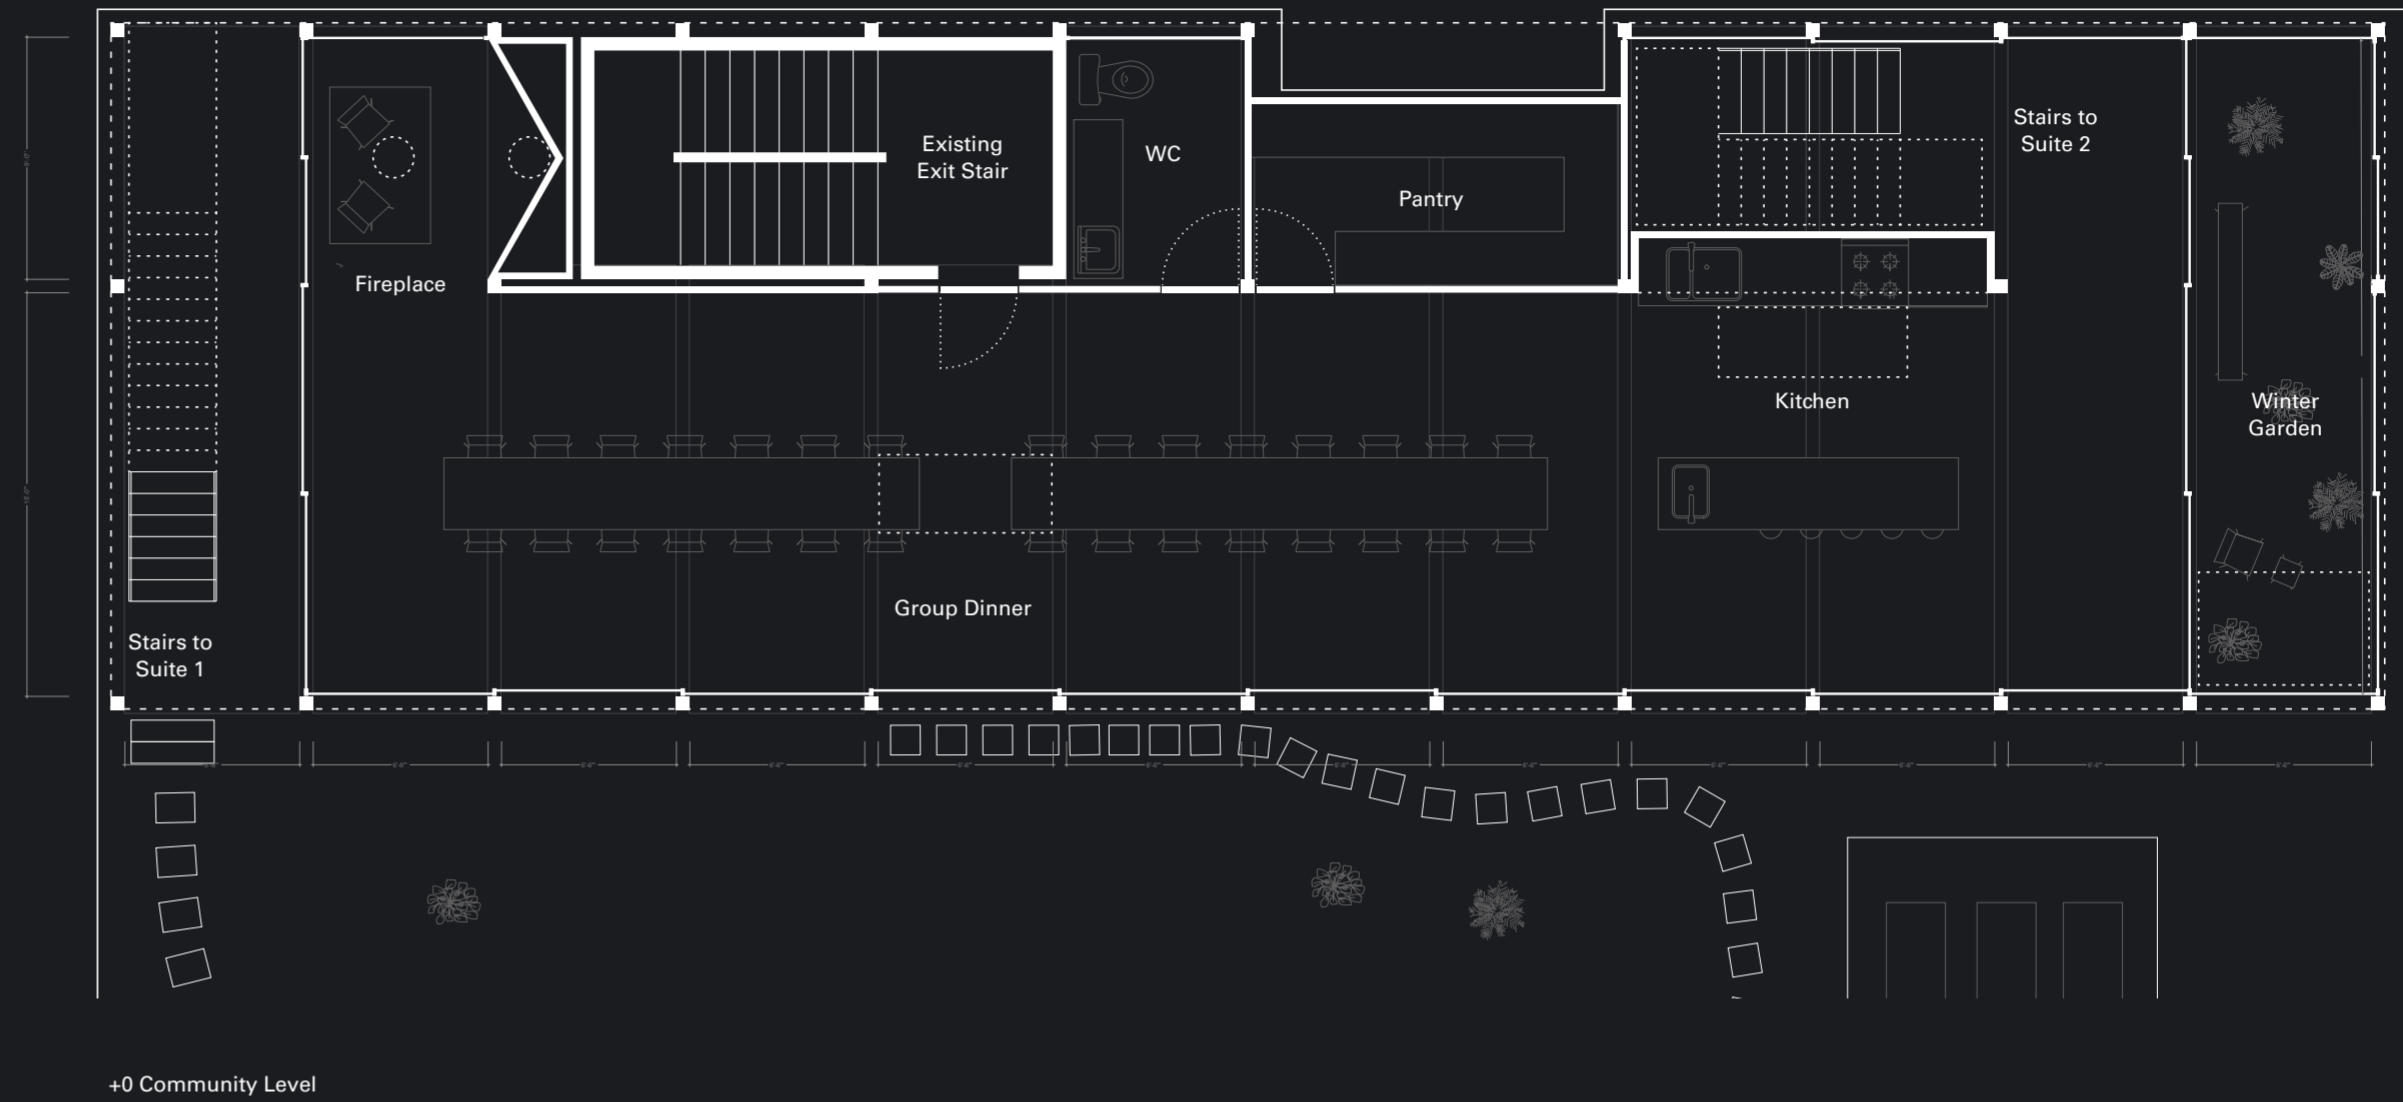 Existing
Exit Stair
WC
Pantry
Stairs to
Suite 2
Fireplace
Kitchen
Winter
Garden
Group Dinner
Stairs to
Suite 1
+0 Community Level